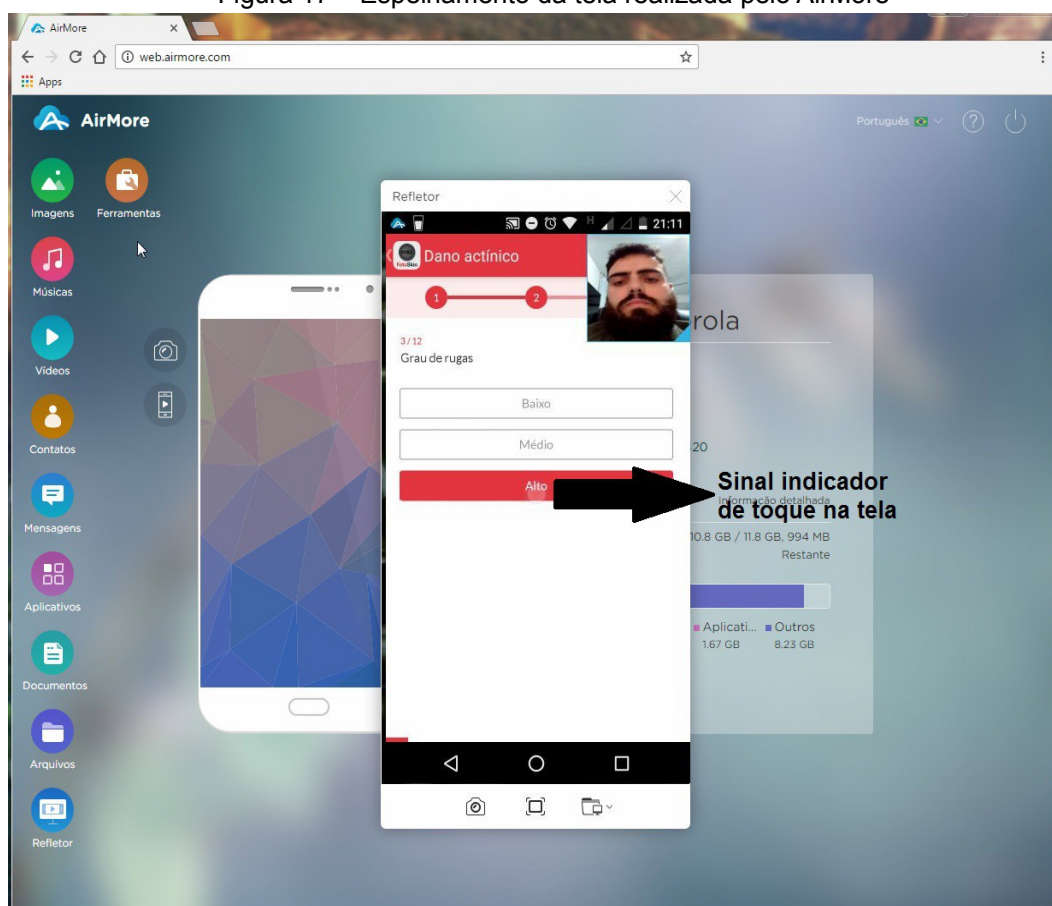 Figura 17 – Espelhamento da tela realizada pelo AirMore
AirMore
web.airmore.com
Apps
AirMore
Português
Imagens
Ferramentas
Músicas
Vídeos
Contatos
Mensagens
Aplicativos
Documentos
Arquivos
Refletor
Refletor
H
21:11
Dano actínico
1
2
3/12
Grau de rugas
Baixo
Médio
Alto
rola
20
Sinal indicador
de toque na tela
Informação detalhada
10.8 GB / 11.8 GB, 994 MB
Restante
Aplicati...
Outros
1.67 GB
8.23 GB